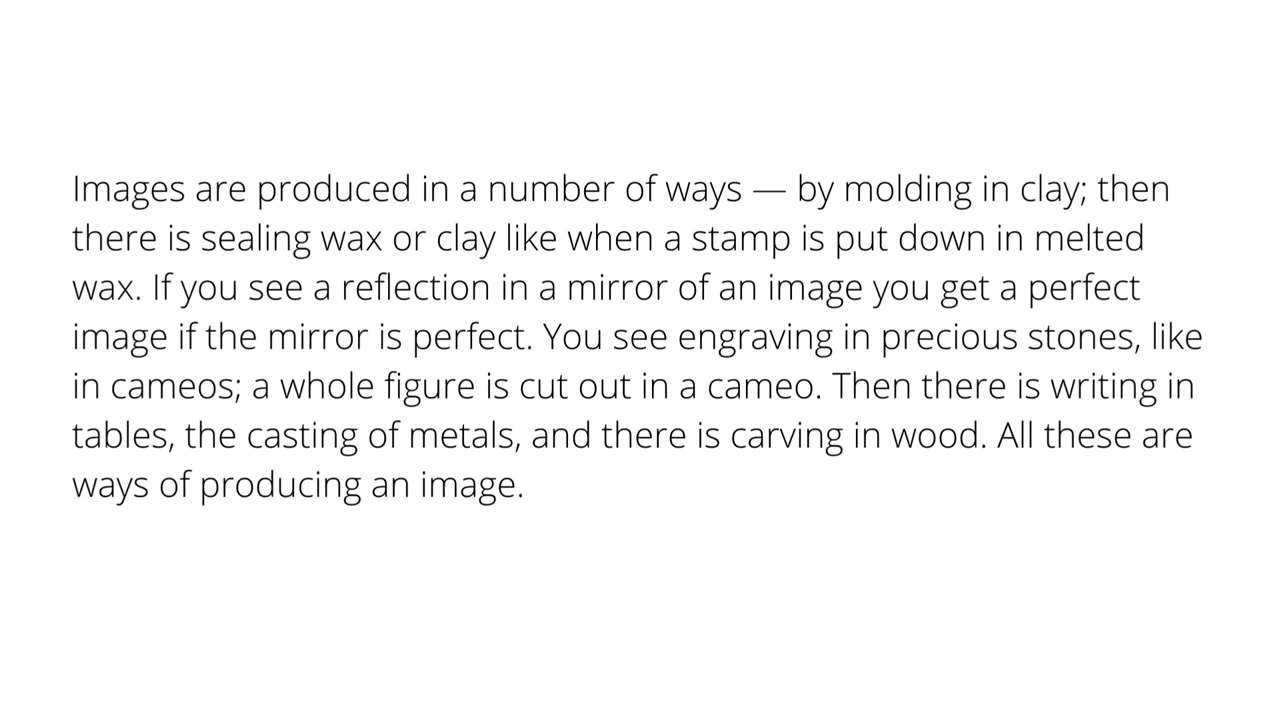 Images are produced in a number of ways — by molding in clay; then
there is sealing wax or clay like when a stamp is put down in melted
wax. If you see a reflection in a mirror of an image you get a perfect
image if the mirror is perfect. You see engraving in precious stones, like
in cameos; a whole figure is cut out in a cameo. Then there is writing in
tables, the casting of metals, and there is carving in wood. All these are
ways of producing an image.